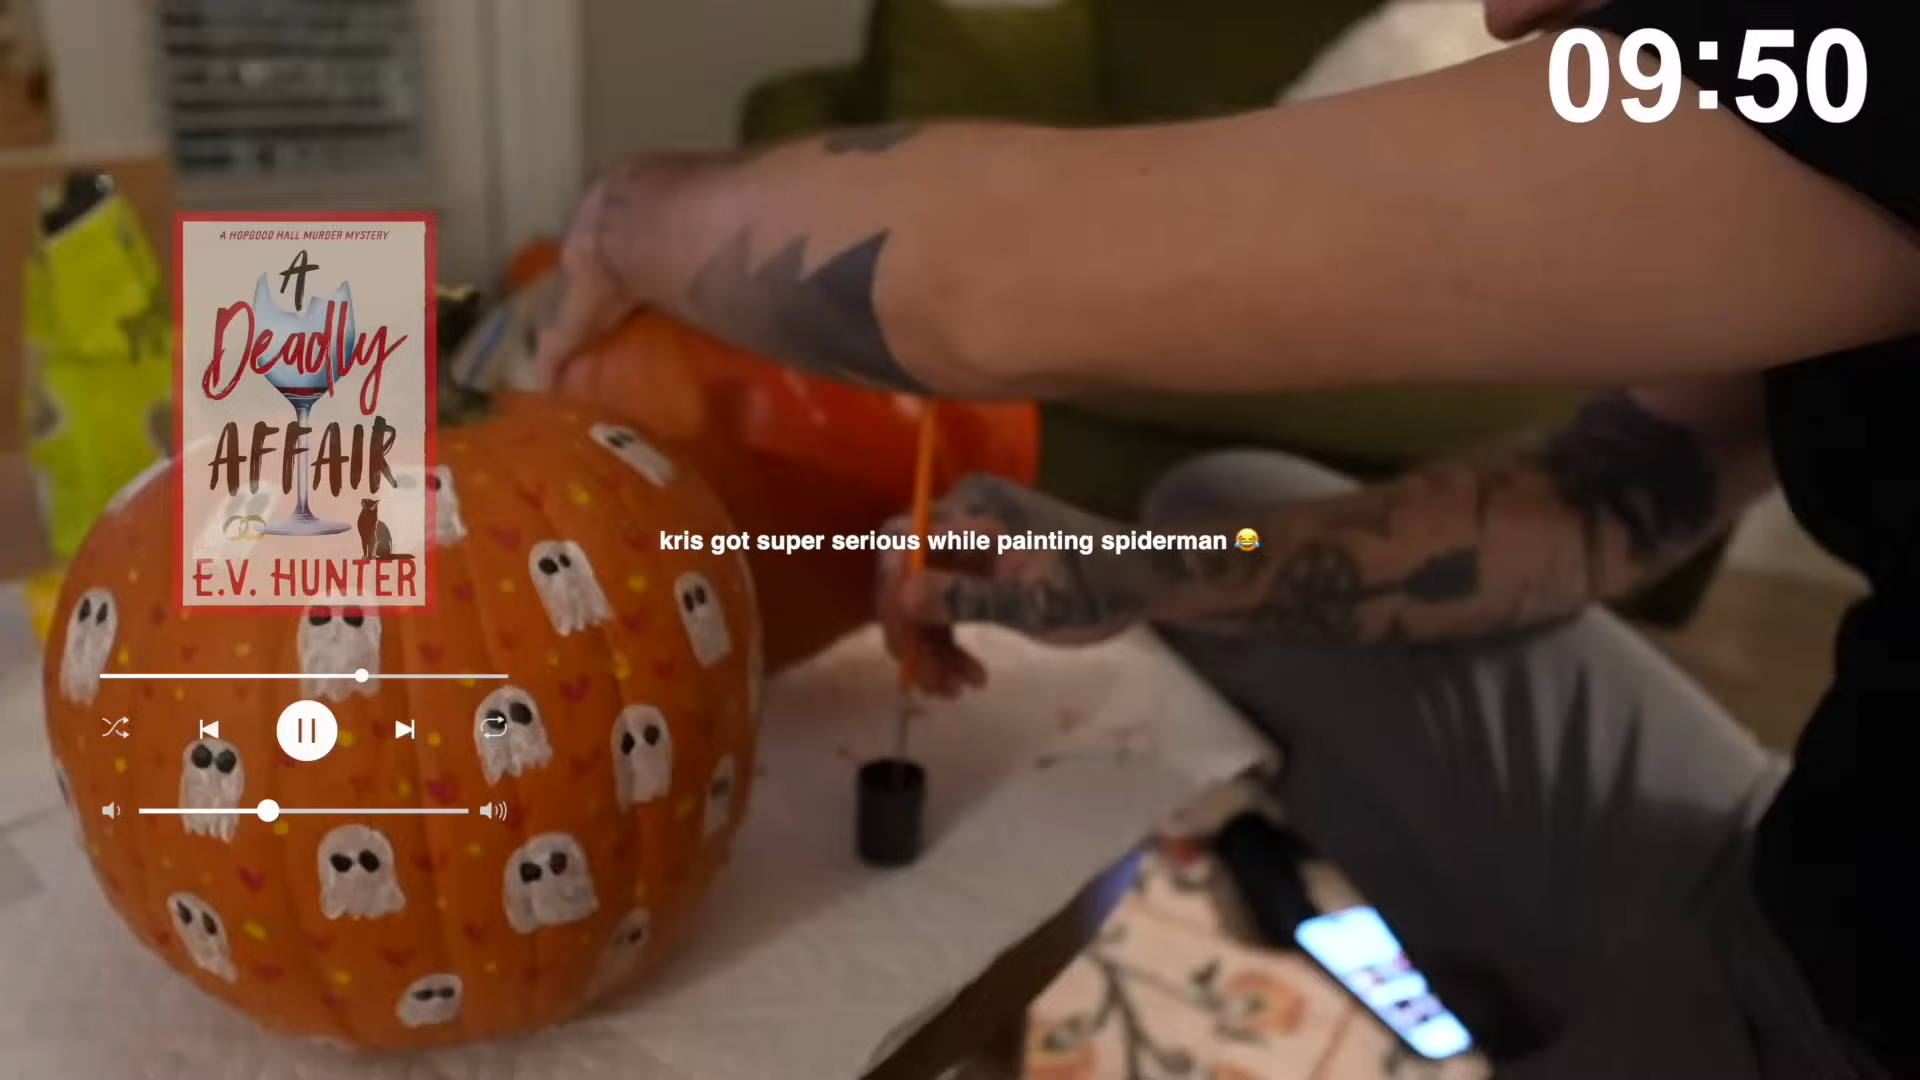 09:50
A HOPGOOD HALL MURDER MYSTERY
A
Deadly
AFFAIR
E.V. HUNTER
kris got super serious while painting spiderman 😂